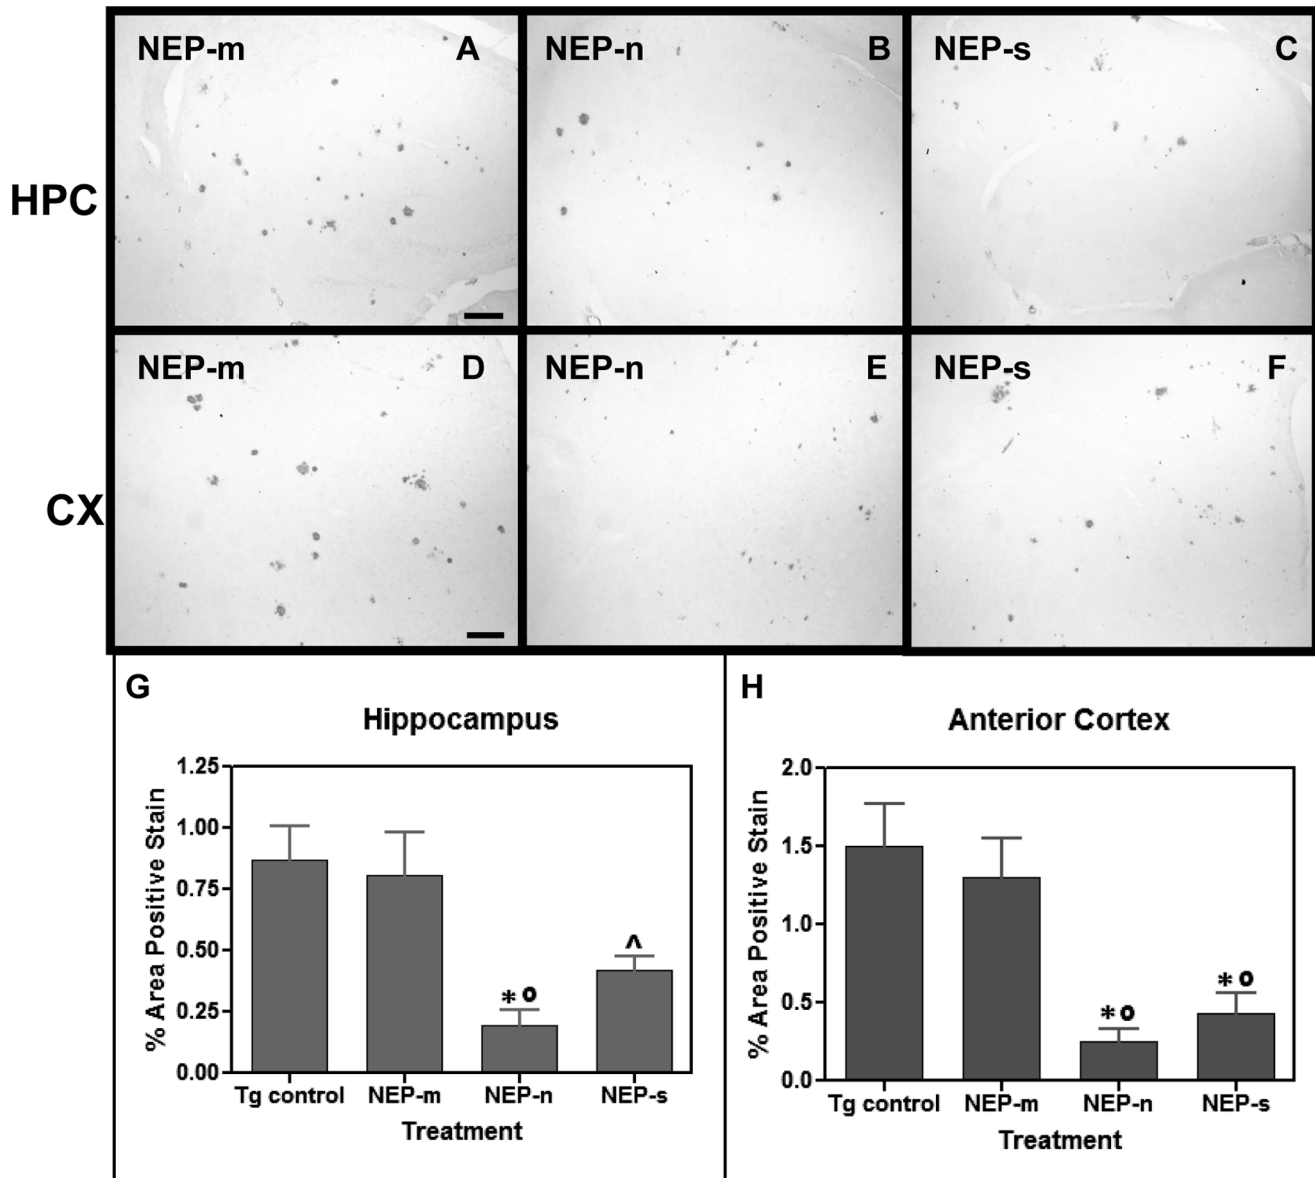 NEP-m A
NEP-n B
NEP-s C
HPC
NEP-m D
NEP-n E
NEP-s F
CX
G
Hippocampus
% Area Positive Stain
1.25
1.00
0.75
0.50
0.25
0.00
* o
^
Tg control NEP-m NEP-n NEP-s
Treatment
H
Anterior Cortex
% Area Positive Stain
2.0
1.5
1.0
0.5
0.0
* o
* o
Tg control NEP-m NEP-n NEP-s
Treatment